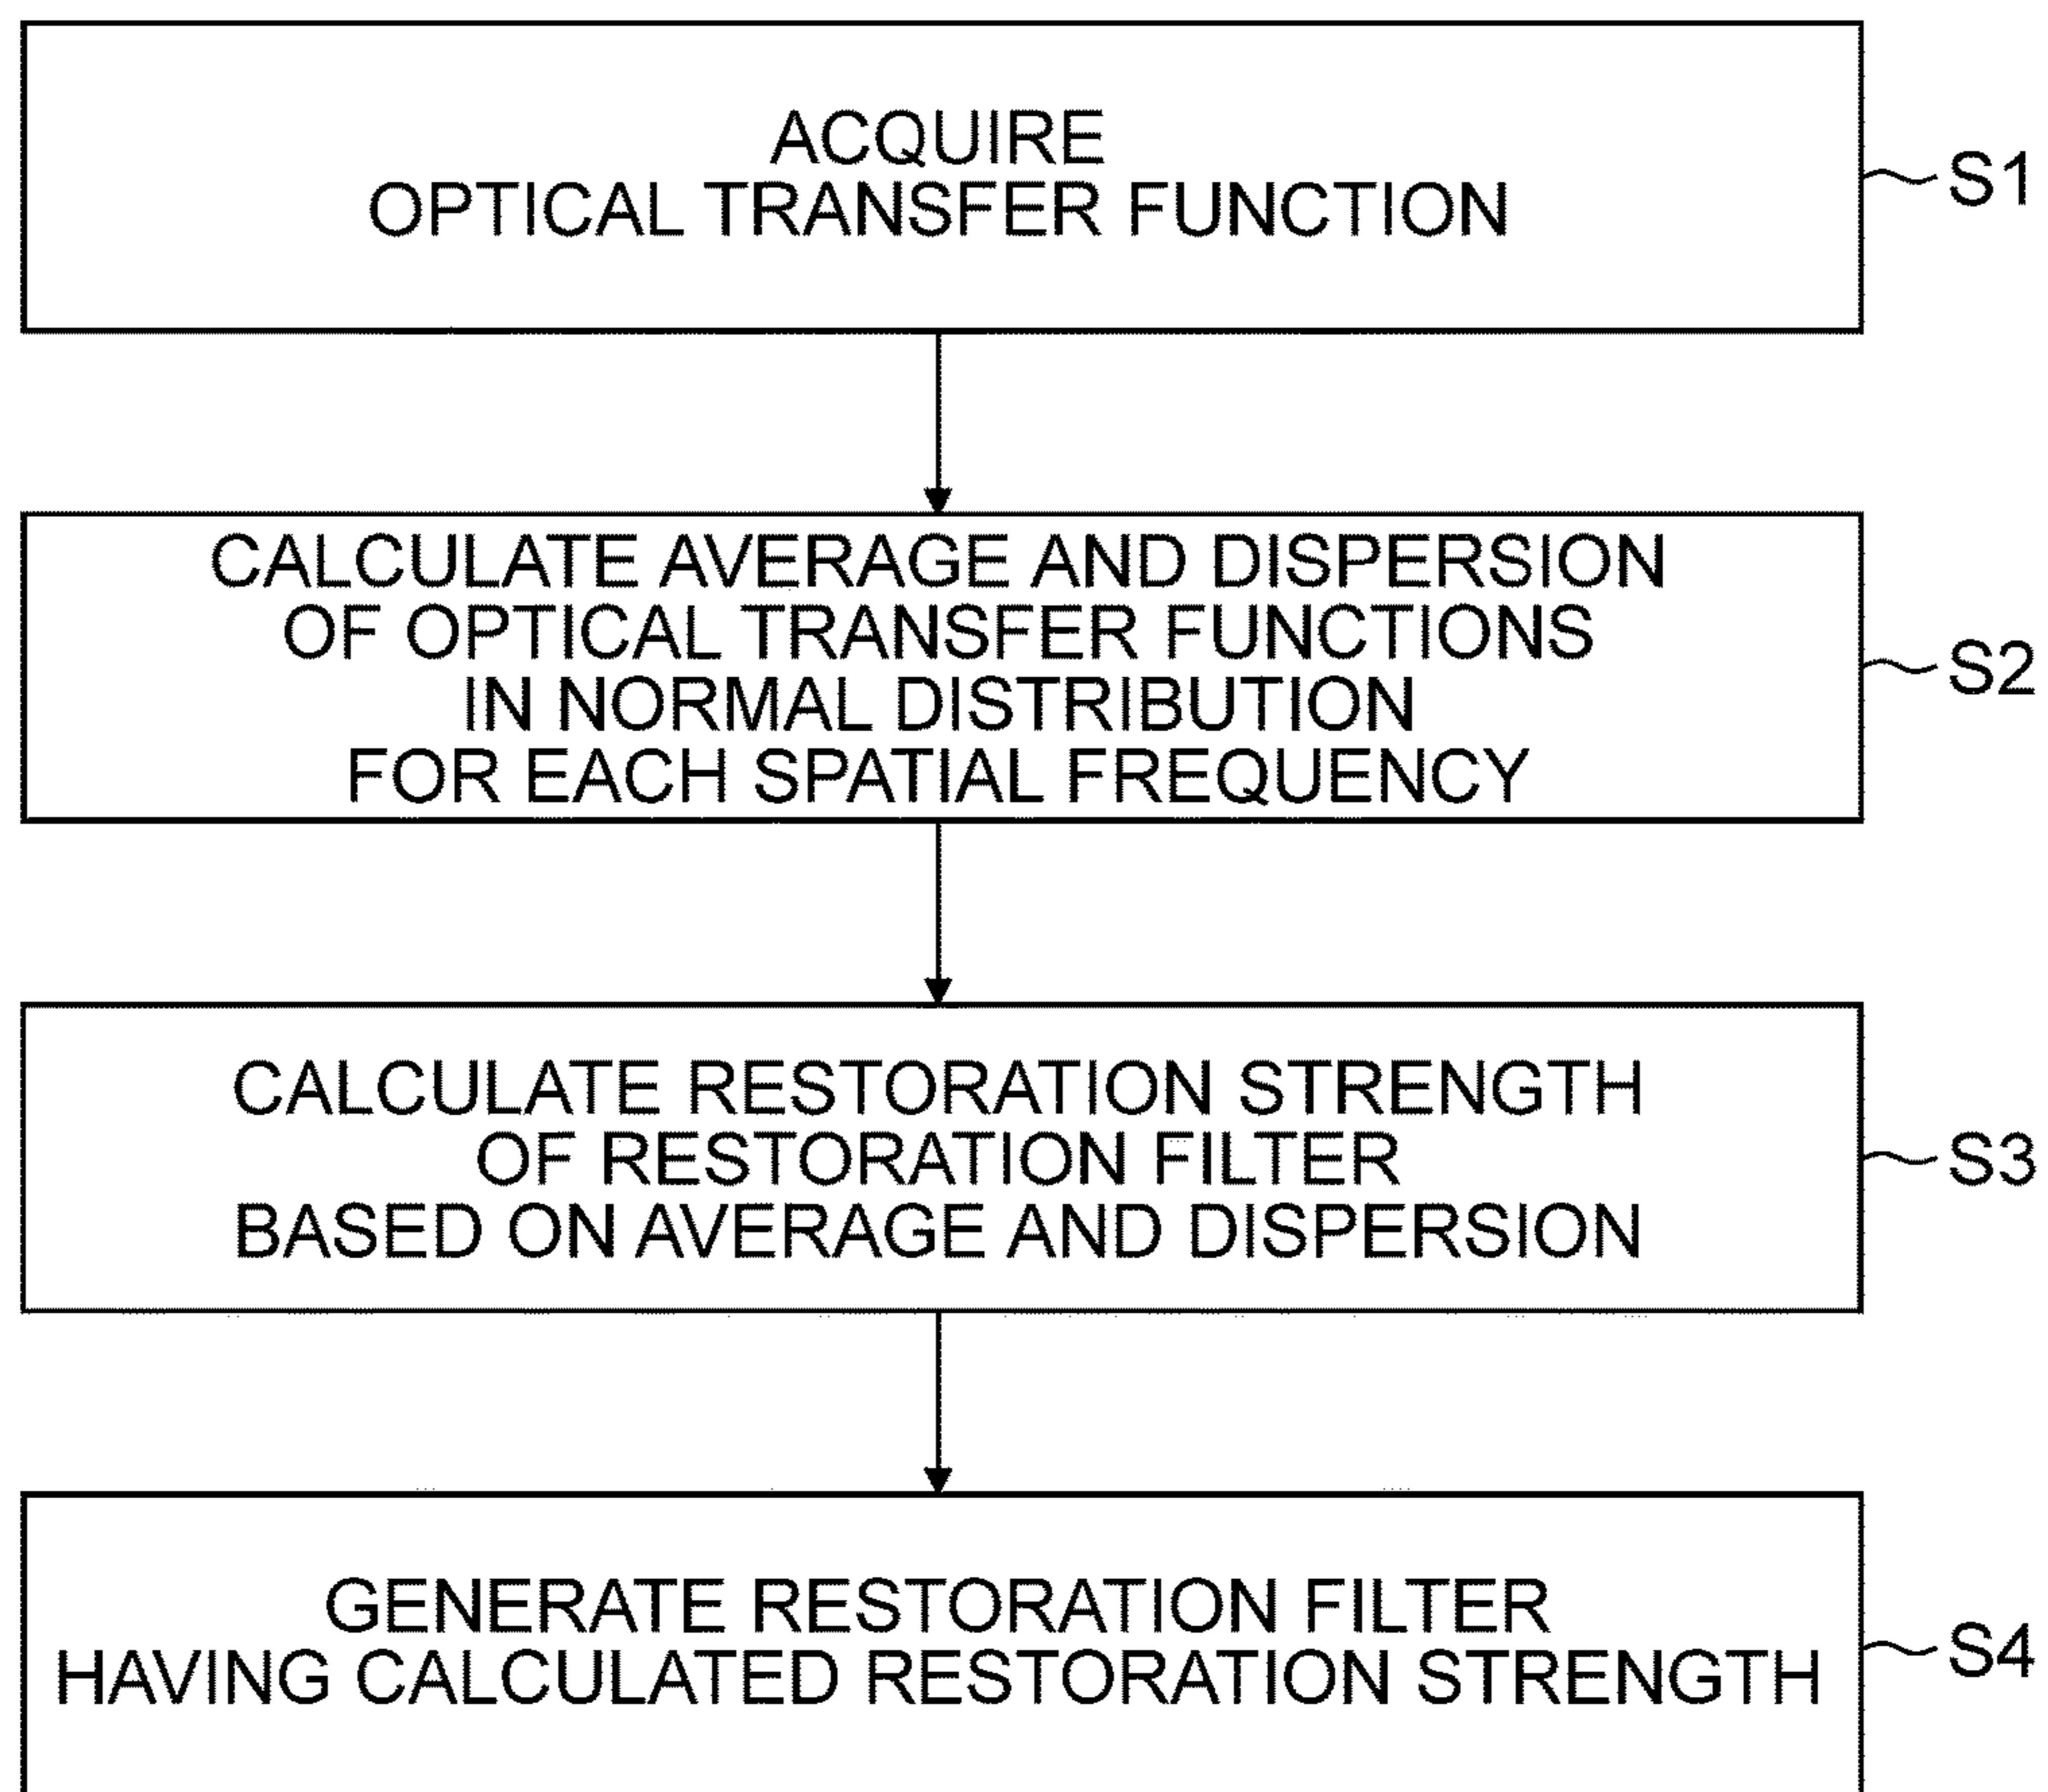 ACQUIRE
OPTICAL TRANSFER FUNCTION
S1
CALCULATE AVERAGE AND DISPERSION
OF OPTICAL TRANSFER FUNCTIONS
IN NORMAL DISTRIBUTION
FOR EACH SPATIAL FREQUENCY
S2
CALCULATE RESTORATION STRENGTH
OF RESTORATION FILTER
BASED ON AVERAGE AND DISPERSION
S3
GENERATE RESTORATION FILTER
HAVING CALCULATED RESTORATION STRENGTH
S4